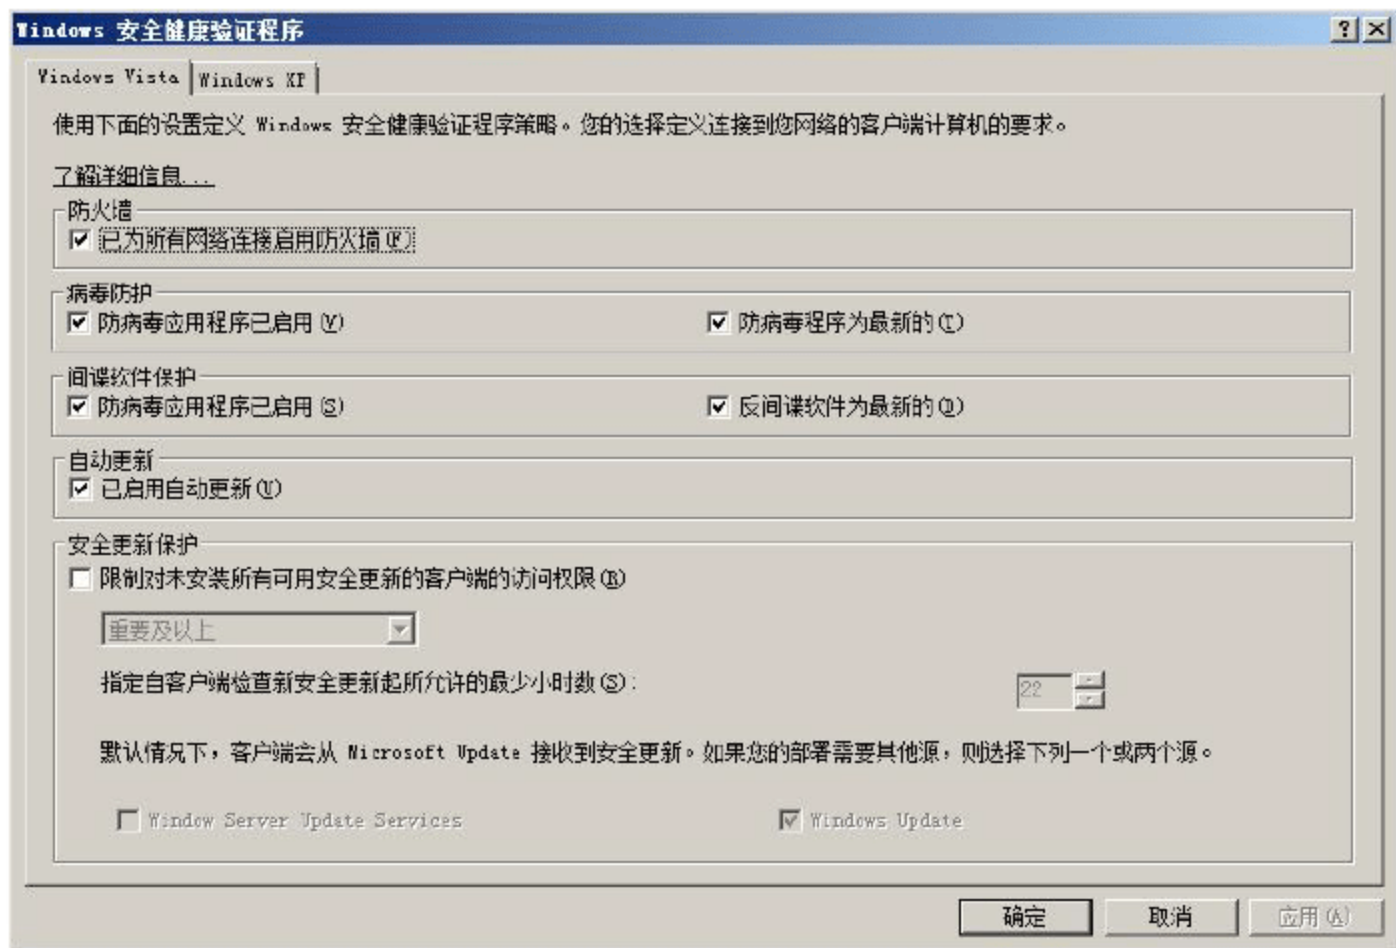 Windows 安全健康验证程序
Windows Vista Windows XP
使用下面的设置定义 Windows 安全健康验证程序策略。您的选择定义连接到您网络的客户端计算机的要求。
了解详细信息...
防火墙
已为所有网络连接启用防火墙(F)
病毒防护
防病毒应用程序已启用(V) 防病毒程序为最新的(T)
间谍软件保护
防病毒应用程序已启用(S) 反间谍软件为最新的(D)
自动更新
已启用自动更新(U)
安全更新保护
限制对未安装所有可用安全更新的客户端的访问权限(R)
重要及以上
指定自客户端检查新安全更新起所允许的最少小时数(S): 22
默认情况下，客户端会从 Microsoft Update 接收到安全更新。如果您的部署需要其他源，则选择下列一个或两个源。
Window Server Update Services Windows Update
确定 取消 应用(A)